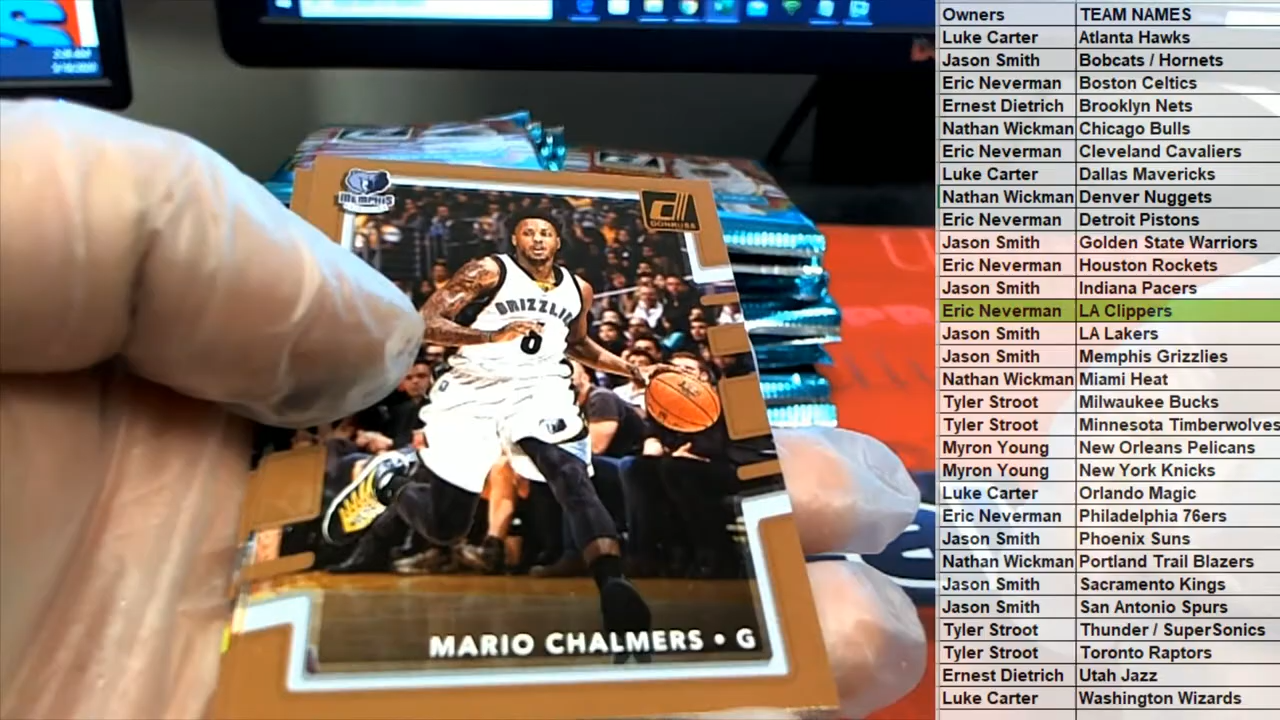 MEMPHIS
DONRUSS
GRIZZLIE
6
MARIO CHALMERS • G
Owners TEAM NAMES
Luke Carter Atlanta Hawks
Jason Smith Bobcats / Hornets
Eric Neverman Boston Celtics
Ernest Dietrich Brooklyn Nets
Nathan Wickman Chicago Bulls
Eric Neverman Cleveland Cavaliers
Luke Carter Dallas Mavericks
Nathan Wickman Denver Nuggets
Eric Neverman Detroit Pistons
Jason Smith Golden State Warriors
Eric Neverman Houston Rockets
Jason Smith Indiana Pacers
Eric Neverman LA Clippers
Jason Smith LA Lakers
Jason Smith Memphis Grizzlies
Nathan Wickman Miami Heat
Tyler Stroot Milwaukee Bucks
Tyler Stroot Minnesota Timberwolves
Myron Young New Orleans Pelicans
Myron Young New York Knicks
Luke Carter Orlando Magic
Eric Neverman Philadelphia 76ers
Jason Smith Phoenix Suns
Nathan Wickman Portland Trail Blazers
Jason Smith Sacramento Kings
Jason Smith San Antonio Spurs
Tyler Stroot Thunder / SuperSonics
Tyler Stroot Toronto Raptors
Ernest Dietrich Utah Jazz
Luke Carter Washington Wizards